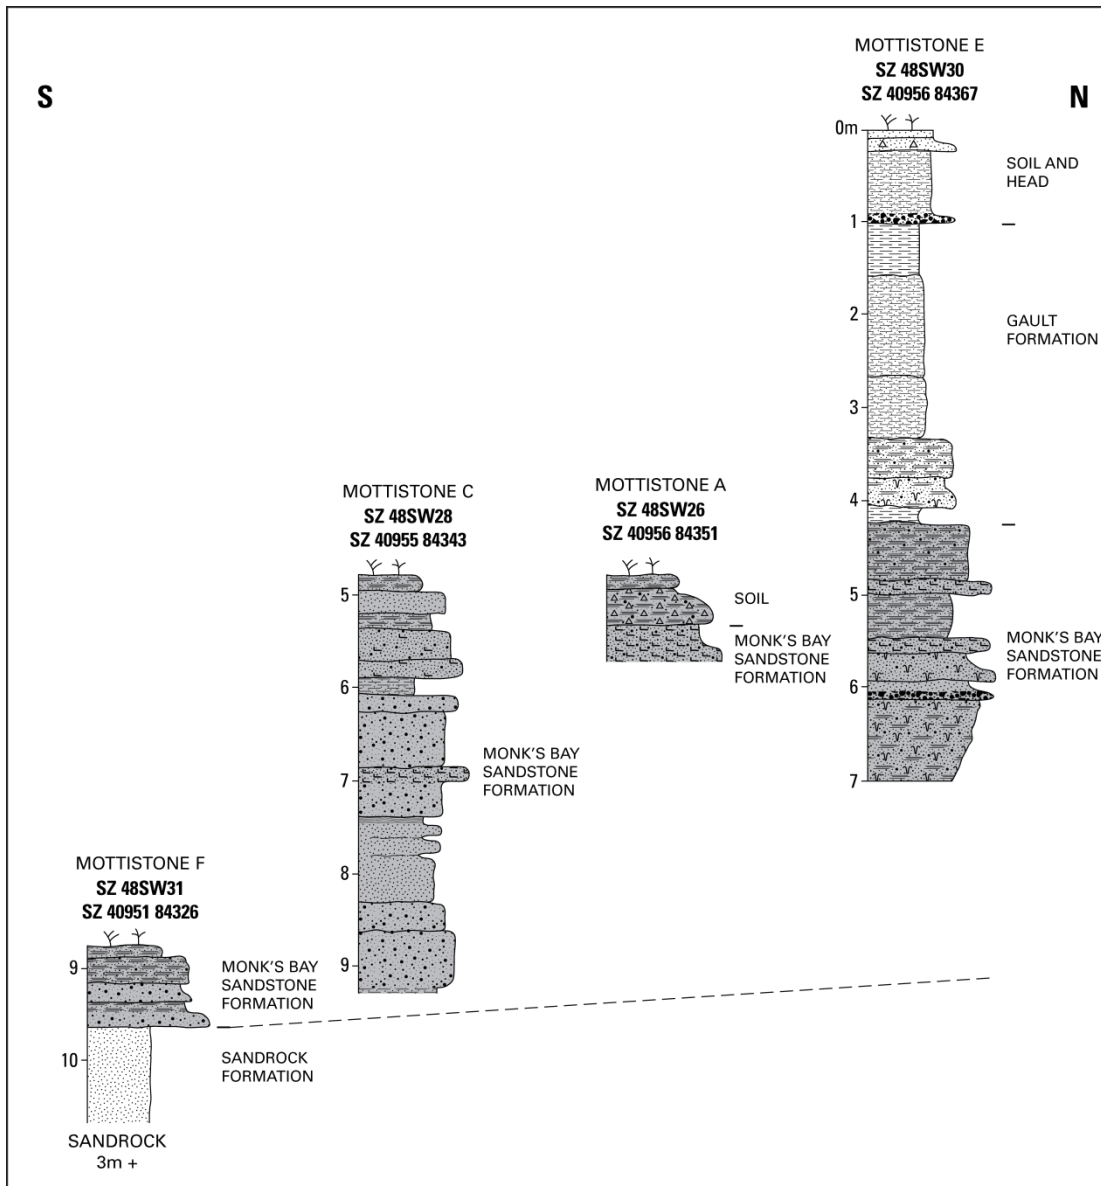 S
N
MOTTISTONE E
SZ 48SW30
SZ 40956 84367
0m
1
2
3
4
5
6
7
SOIL AND
HEAD
GAULT
FORMATION
MONK'S BAY
SANDSTONE
FORMATION
MOTTISTONE C
SZ 48SW28
SZ 40955 84343
5
6
7
8
9
MONK'S BAY
SANDSTONE
FORMATION
MOTTISTONE A
SZ 48SW26
SZ 40956 84351
SOIL
MONK'S BAY
SANDSTONE
FORMATION
MOTTISTONE F
SZ 48SW31
SZ 40951 84326
9
10
MONK'S BAY
SANDSTONE
FORMATION
SANDROCK
FORMATION
SANDROCK
3m +